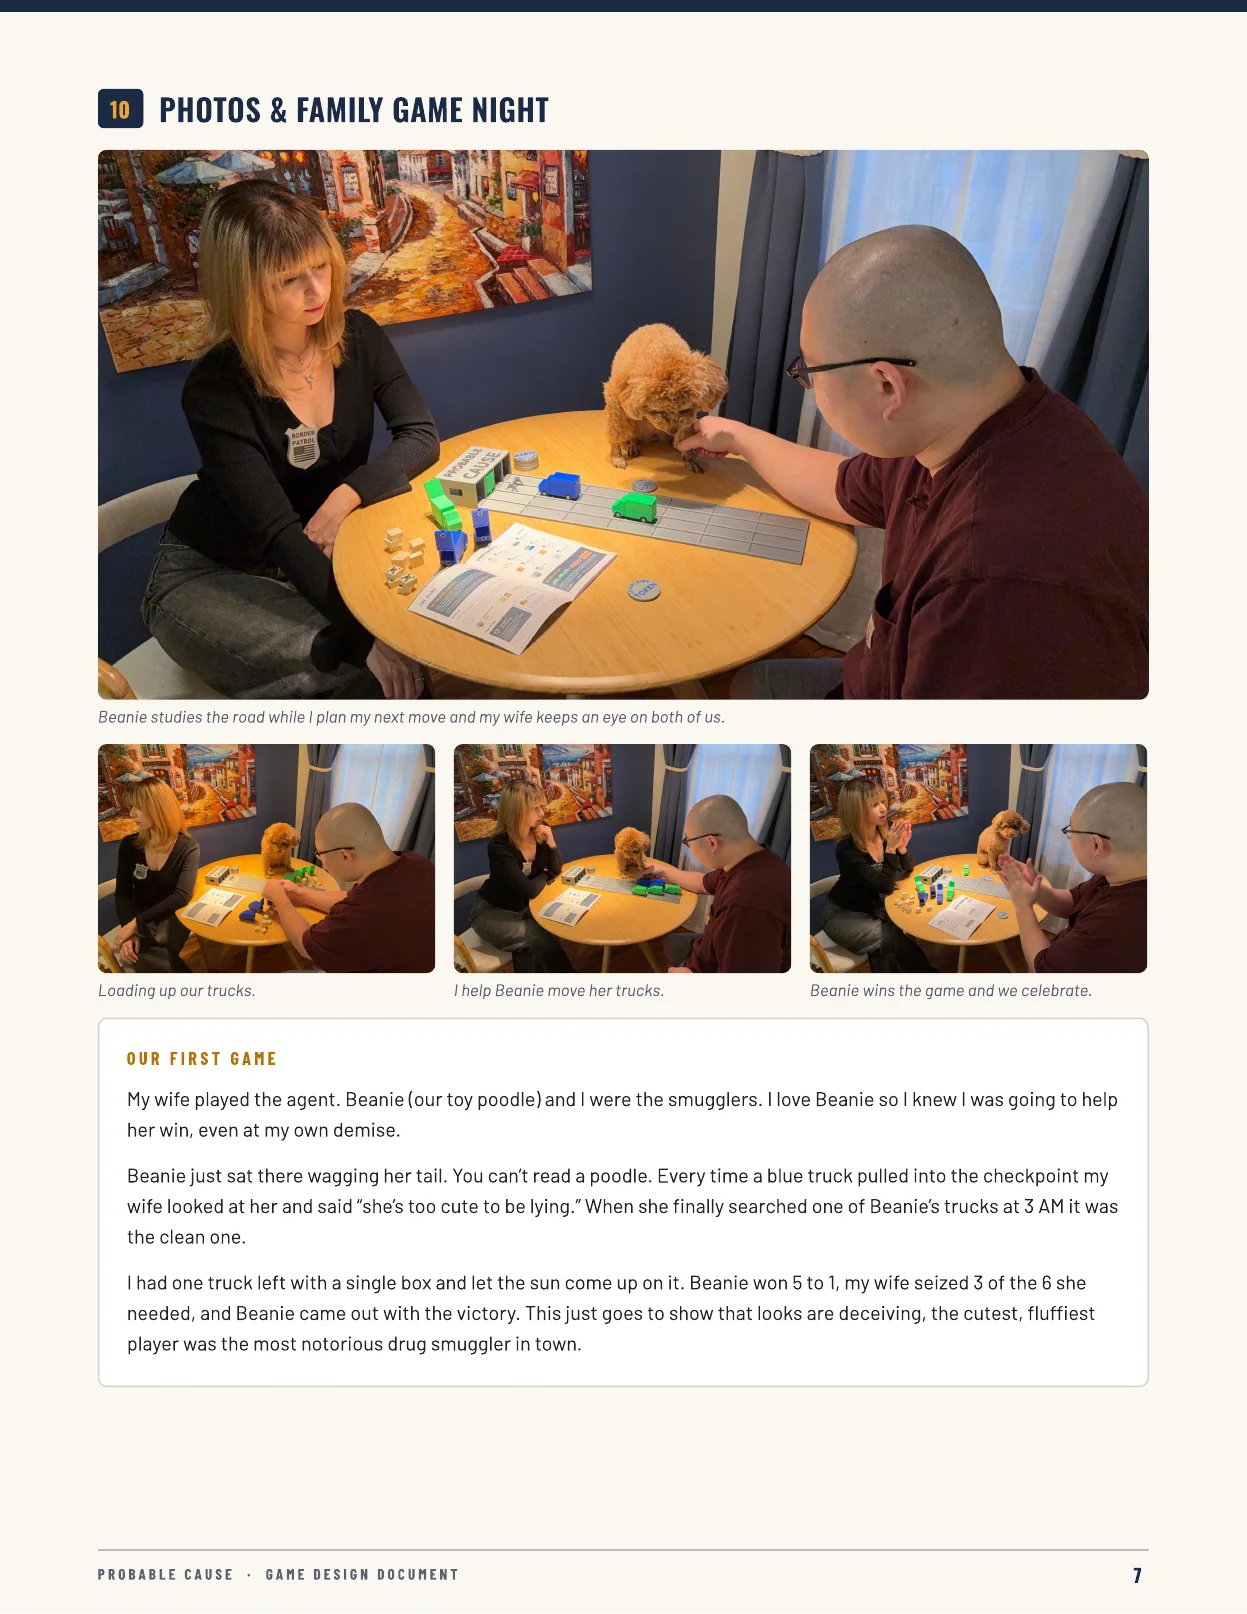 10 PHOTOS & FAMILY GAME NIGHT
BORDER
PATROL
PROBABLE
CAUSE
TOKEN
Beanie studies the road while I plan my next move and my wife keeps an eye on both of us.
Loading up our trucks.
I help Beanie move her trucks.
Beanie wins the game and we celebrate.
OUR FIRST GAME
My wife played the agent. Beanie (our toy poodle) and I were the smugglers. I love Beanie so I knew I was going to help
her win, even at my own demise.
Beanie just sat there wagging her tail. You can’t read a poodle. Every time a blue truck pulled into the checkpoint my
wife looked at her and said “she’s too cute to be lying.” When she finally searched one of Beanie’s trucks at 3 AM it was
the clean one.
I had one truck left with a single box and let the sun come up on it. Beanie won 5 to 1, my wife seized 3 of the 6 she
needed, and Beanie came out with the victory. This just goes to show that looks are deceiving, the cutest, fluffiest
player was the most notorious drug smuggler in town.
PROBABLE CAUSE · GAME DESIGN DOCUMENT
7